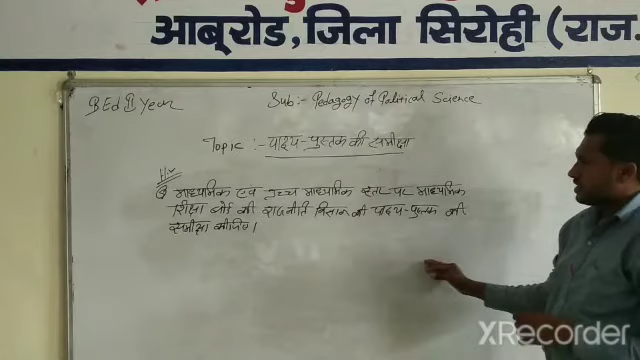 आबूरोड, जिला सिरोही (राज.
B.Ed II Year
Sub:- Pedagogy of Political Science
Topic :- पाठ्य-पुस्तक की समीक्षा
माध्यमिक एवं उच्च माध्यमिक स्तर पर माध्यमिक
शिक्षा बोर्ड की राजनीति विज्ञान की पाठ्य-पुस्तक की
समीक्षा कीजिए।
XRecorder